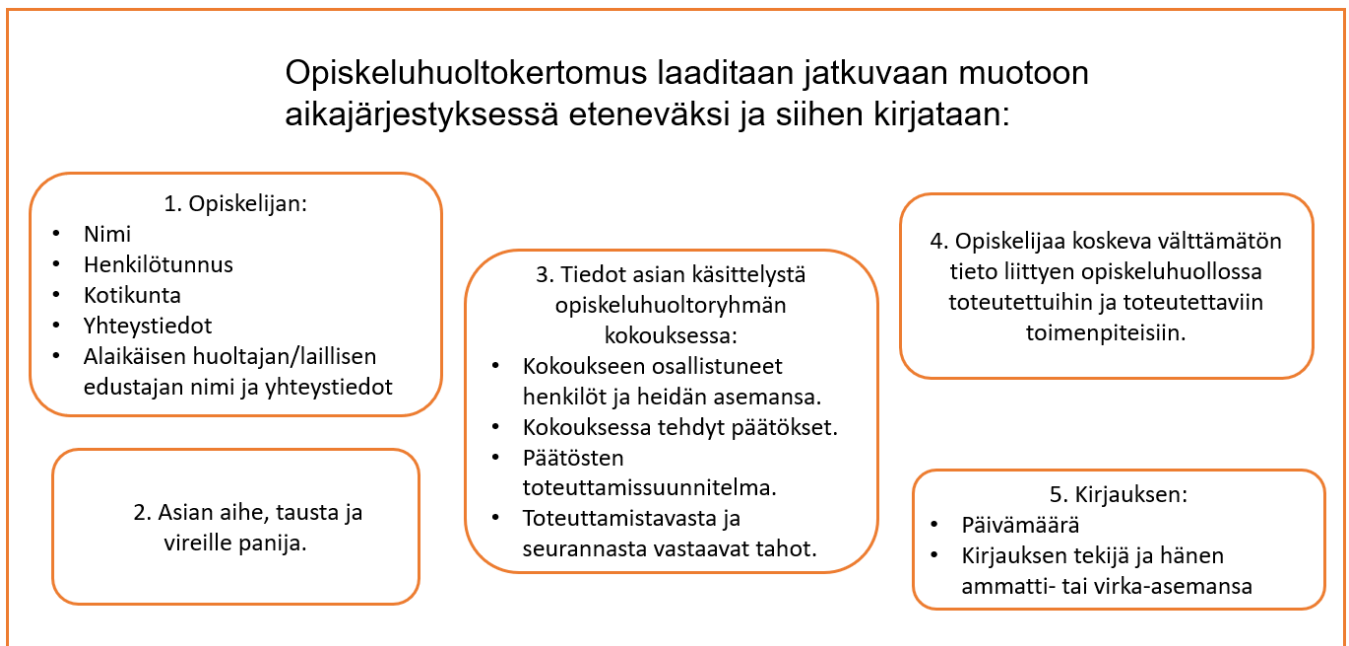 Opiskeluhuoltokertomus laaditaan jatkuvaan muotoon
aikajärjestyksessä eteneväksi ja siihen kirjataan:
1. Opiskelijan:
• Nimi
• Henkilötunnus
• Kotikunta
• Yhteystiedot
• Alaikäisen huoltajan/laillisen
edustajan nimi ja yhteystiedot
2. Asian aihe, tausta ja
vireille panija.
3. Tiedot asian käsittelystä
opiskeluhuoltoryhmän
kokouksessa:
• Kokoukseen osallistuneet
henkilöt ja heidän asemansa.
• Kokouksessa tehdyt päätökset.
• Päätösten
toteuttamissuunnitelma.
• Toteuttamistavasta ja
seurannasta vastaavat tahot.
4. Opiskelijaa koskeva välttämätön
tieto liittyen opiskeluhuollossa
toteutettuihin ja toteutettaviin
toimenpiteisiin.
5. Kirjauksen:
• Päivämäärä
• Kirjauksen tekijä ja hänen
ammatti- tai virka-asemansa